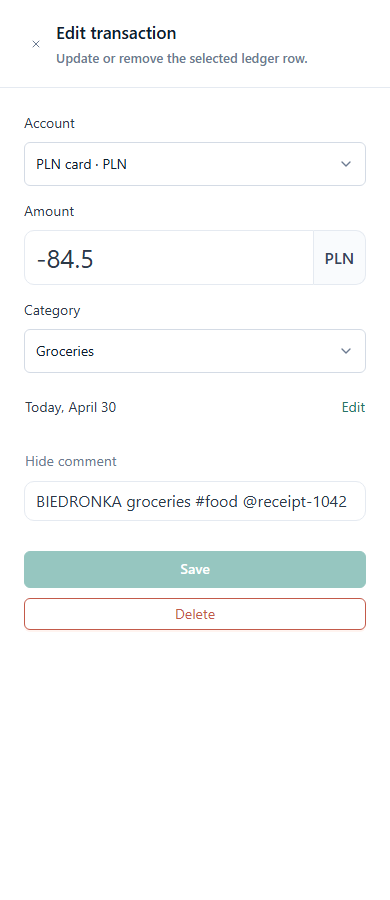 Edit transaction
Update or remove the selected ledger row.
Account
PLN card · PLN
Amount
-84.5
PLN
Category
Groceries
Today, April 30
Edit
Hide comment
BIEDRONKA groceries #food @receipt-1042
Save
Delete